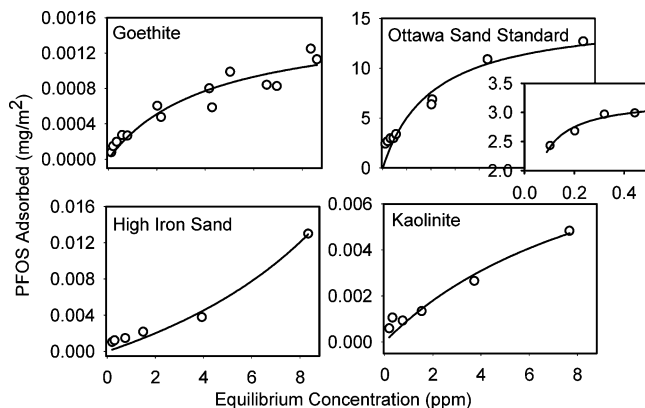 Goethite
0.0016
0.0012
0.0008
0.0004
0.0000
Ottawa Sand Standard
15
10
5
0
3.5
3.0
2.5
2.0
0.0 0.2 0.4
PFOS Adsorbed (mg/m²)
High Iron Sand
0.016
0.012
0.008
0.004
0.000
0 2 4 6 8
Kaolinite
0.006
0.004
0.002
0.000
0 2 4 6 8
Equilibrium Concentration (ppm)